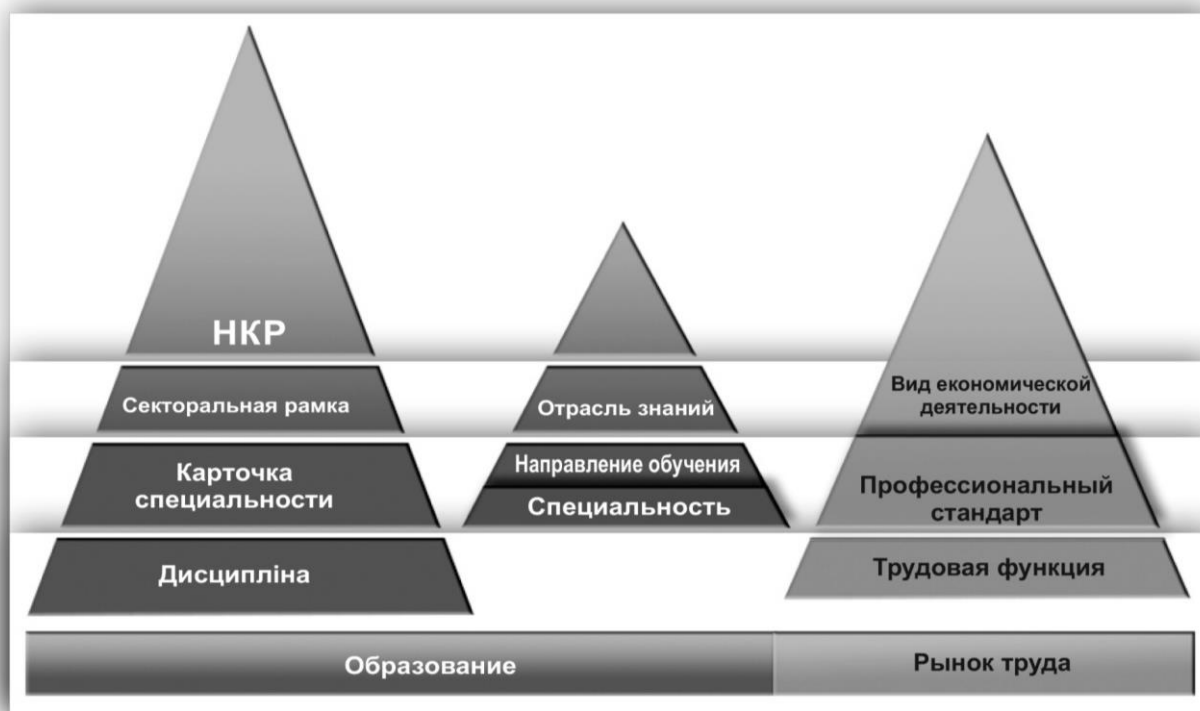 НКР
Секторальная рамка
Карточка
специальности
Дисципліна
Отрасль знаний
Направление обучения
Специальность
Вид економической
деятельности
Профессиональный
стандарт
Трудовая функция
Образование
Рынок труда